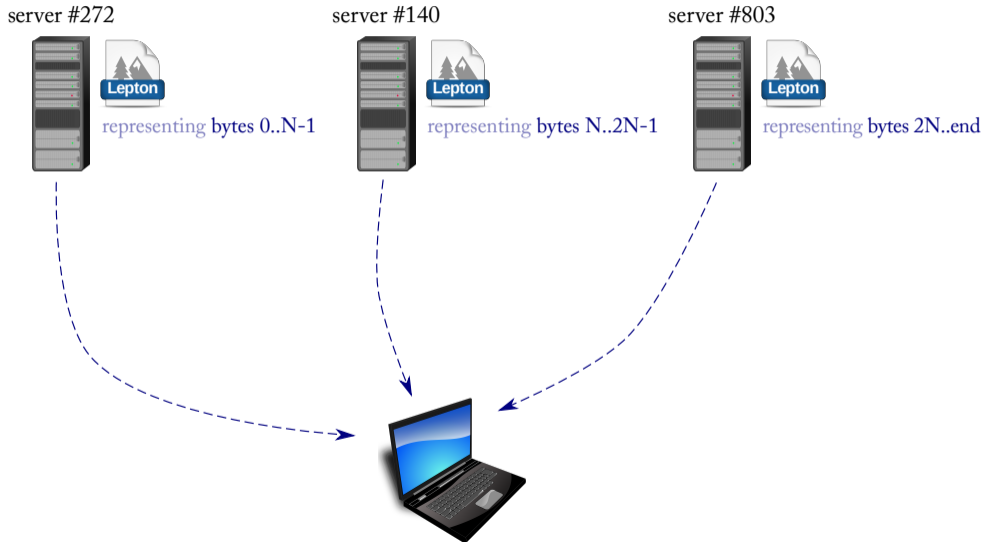 server #272
server #140
server #803
Lepton
Lepton
Lepton
representing bytes 0..N-1
representing bytes N..2N-1
representing bytes 2N..end